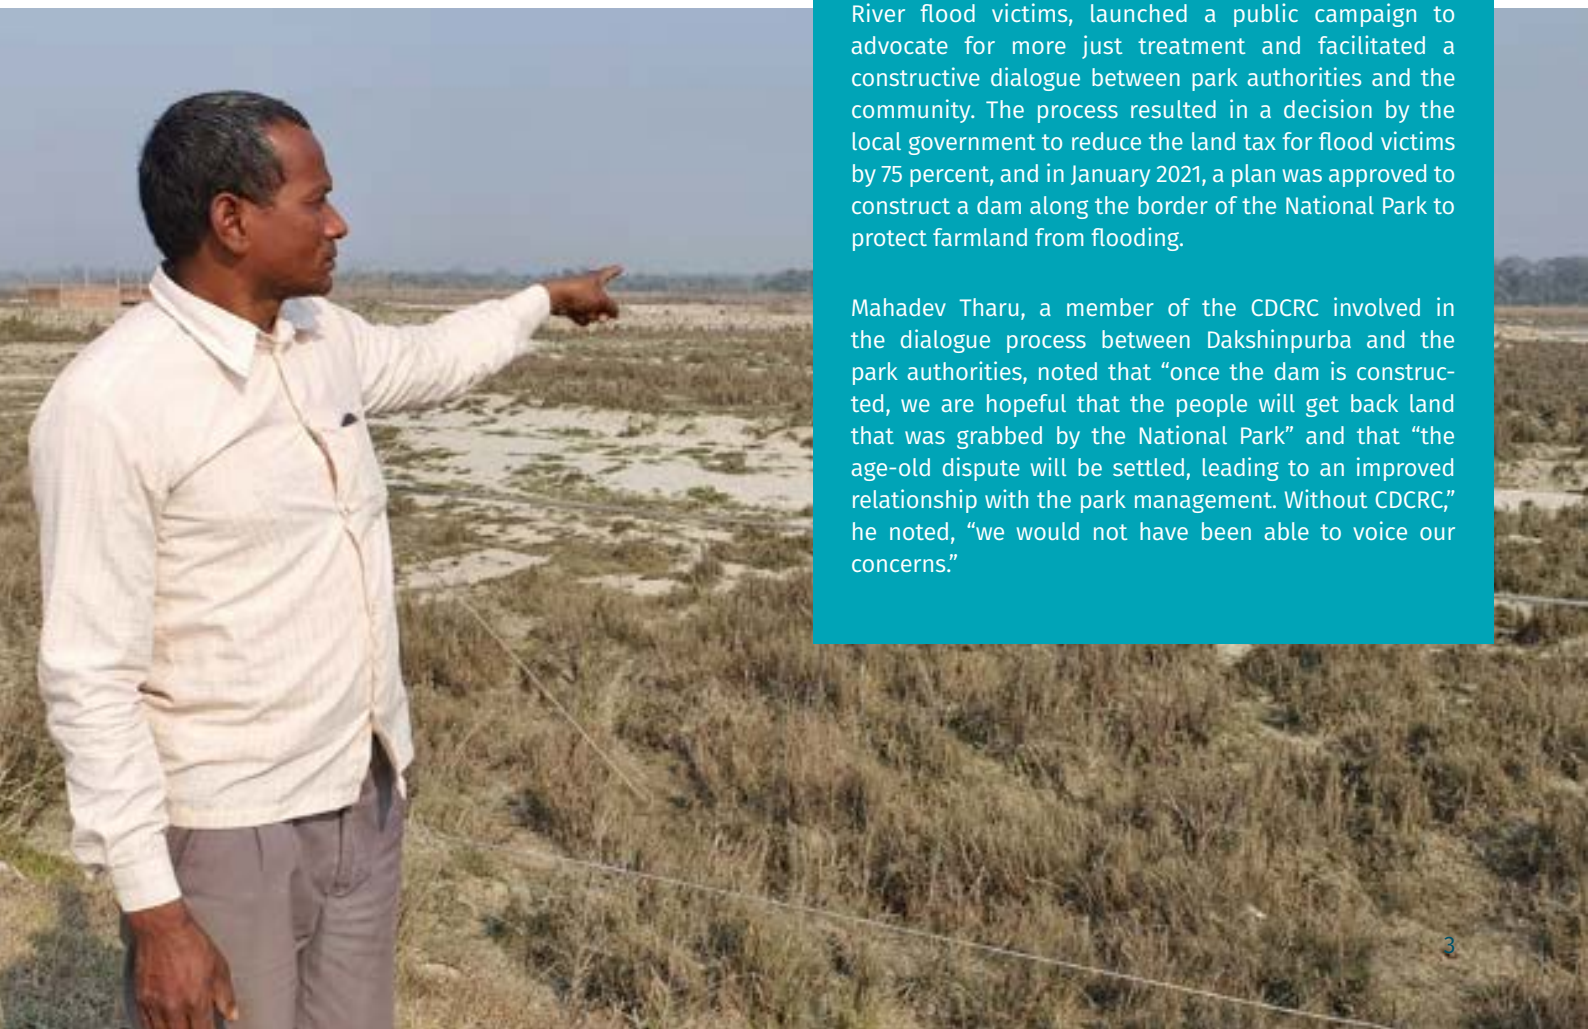 River flood victims, launched a public campaign to
advocate for more just treatment and facilitated a
constructive dialogue between park authorities and the
community. The process resulted in a decision by the
local government to reduce the land tax for flood victims
by 75 percent, and in January 2021, a plan was approved to
construct a dam along the border of the National Park to
protect farmland from flooding.
Mahadev Tharu, a member of the CDCRC involved in
the dialogue process between Dakshinpurba and the
park authorities, noted that “once the dam is construc-
ted, we are hopeful that the people will get back land
that was grabbed by the National Park” and that “the
age-old dispute will be settled, leading to an improved
relationship with the park management. Without CDCRC,”
he noted, “we would not have been able to voice our
concerns.”
3